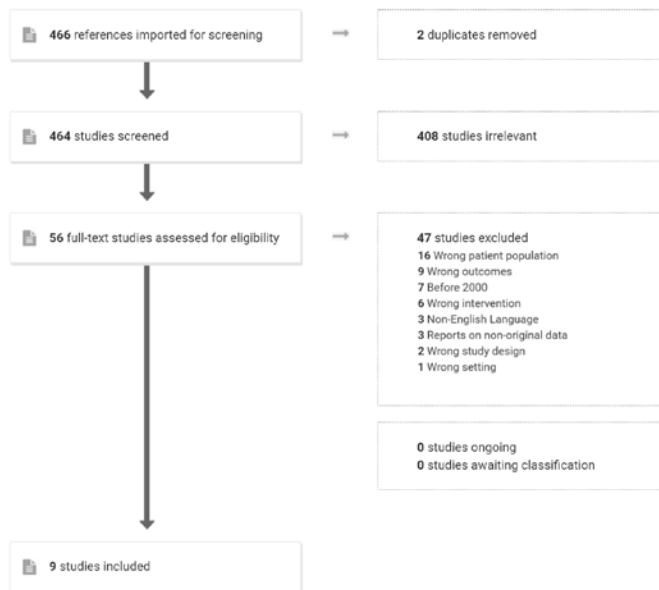 466 references imported for screening
2 duplicates removed
464 studies screened
408 studies irrelevant
56 full-text studies assessed for eligibility
47 studies excluded
16 Wrong patient population
9 Wrong outcomes
7 Before 2000
6 Wrong intervention
3 Non-English Language
3 Reports on non-original data
2 Wrong study design
1 Wrong setting
0 studies ongoing
0 studies awaiting classification
9 studies included